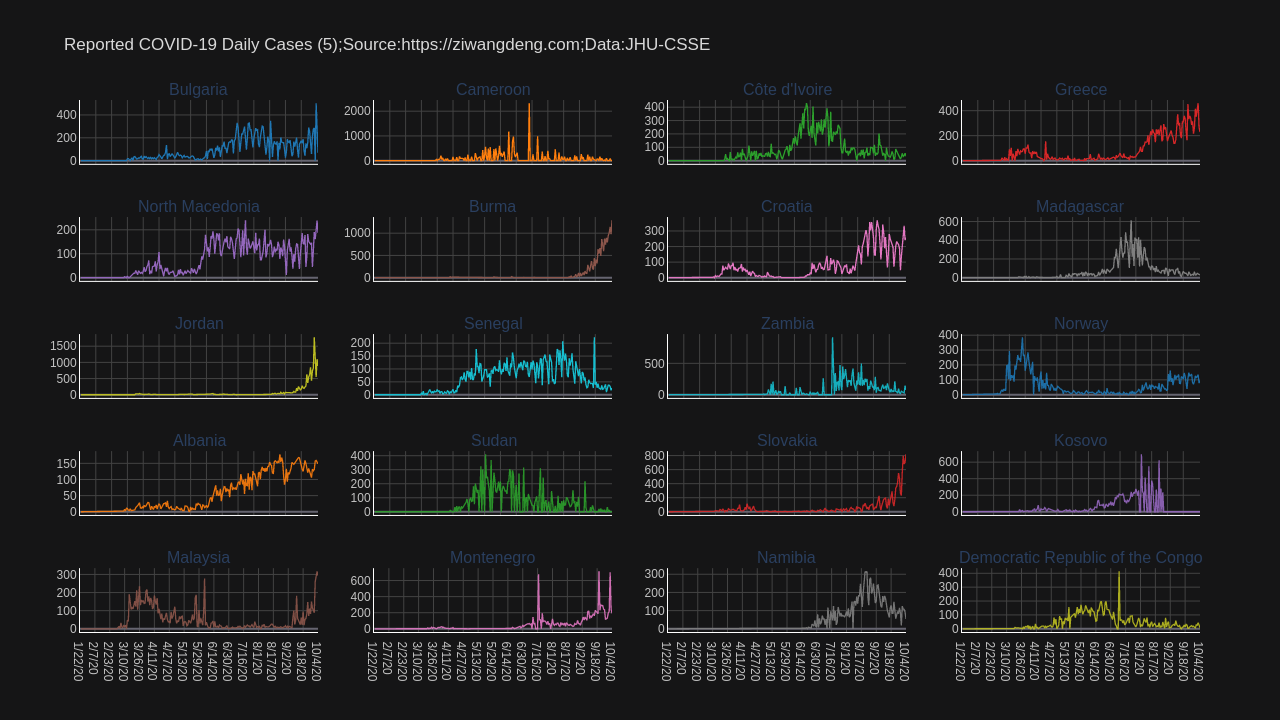 Reported COVID-19 Daily Cases (5);Source:https://ziwangdeng.com;Data:JHU-CSSE
Bulgaria Cameroon Côte d'Ivoire Greece
400 200 0
2000 1000 0
400 300 200 100 0
400 200 0
North Macedonia Burma Croatia Madagascar
200 100 0
1000 500 0
300 200 100 0
600 400 200 0
Jordan Senegal Zambia Norway
1500 1000 500 0
200 150 100 50 0
500 0
400 300 200 100 0
Albania Sudan Slovakia Kosovo
150 100 50 0
400 300 200 100 0
800 600 400 200 0
600 400 200 0
Malaysia Montenegro Namibia Democratic Republic of the Congo
300 200 100 0
600 400 200 0
300 200 100 0
400 300 200 100 0
1/22/20 2/7/20 2/23/20 3/10/20 3/26/20 4/11/20 4/27/20 5/13/20 5/29/20 6/14/20 6/30/20 7/16/20 8/1/20 8/17/20 9/2/20 9/18/20 10/4/20
1/22/20 2/7/20 2/23/20 3/10/20 3/26/20 4/11/20 4/27/20 5/13/20 5/29/20 6/14/20 6/30/20 7/16/20 8/1/20 8/17/20 9/2/20 9/18/20 10/4/20
1/22/20 2/7/20 2/23/20 3/10/20 3/26/20 4/11/20 4/27/20 5/13/20 5/29/20 6/14/20 6/30/20 7/16/20 8/1/20 8/17/20 9/2/20 9/18/20 10/4/20
1/22/20 2/7/20 2/23/20 3/10/20 3/26/20 4/11/20 4/27/20 5/13/20 5/29/20 6/14/20 6/30/20 7/16/20 8/1/20 8/17/20 9/2/20 9/18/20 10/4/20